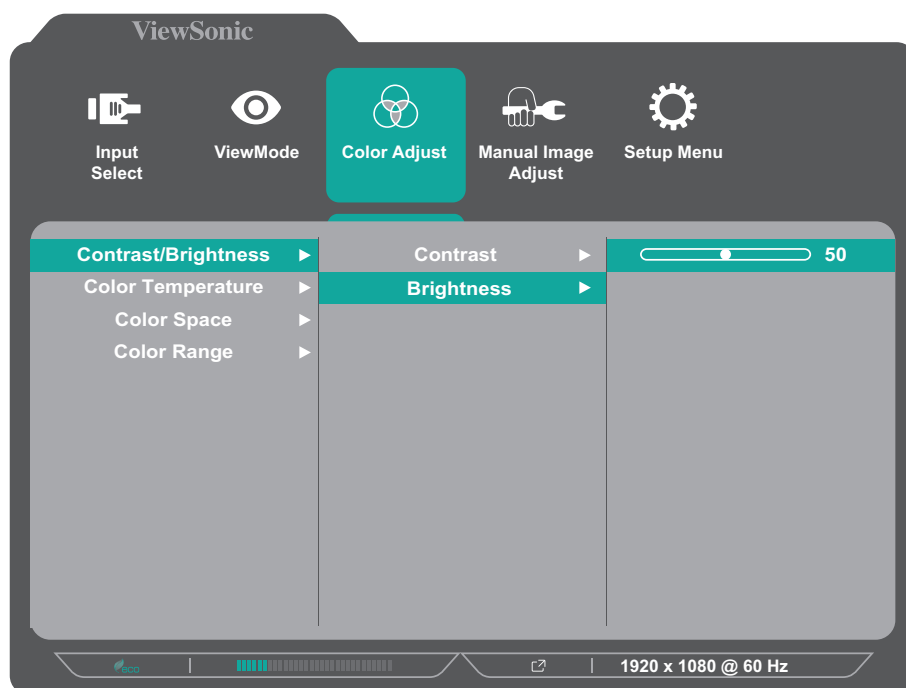 ViewSonic
Input
Select
ViewMode
Color Adjust
Manual Image
Adjust
Setup Menu
Contrast/Brightness
Contrast
50
Color Temperature
Brightness
Color Space
Color Range
1920 x 1080 @ 60 Hz